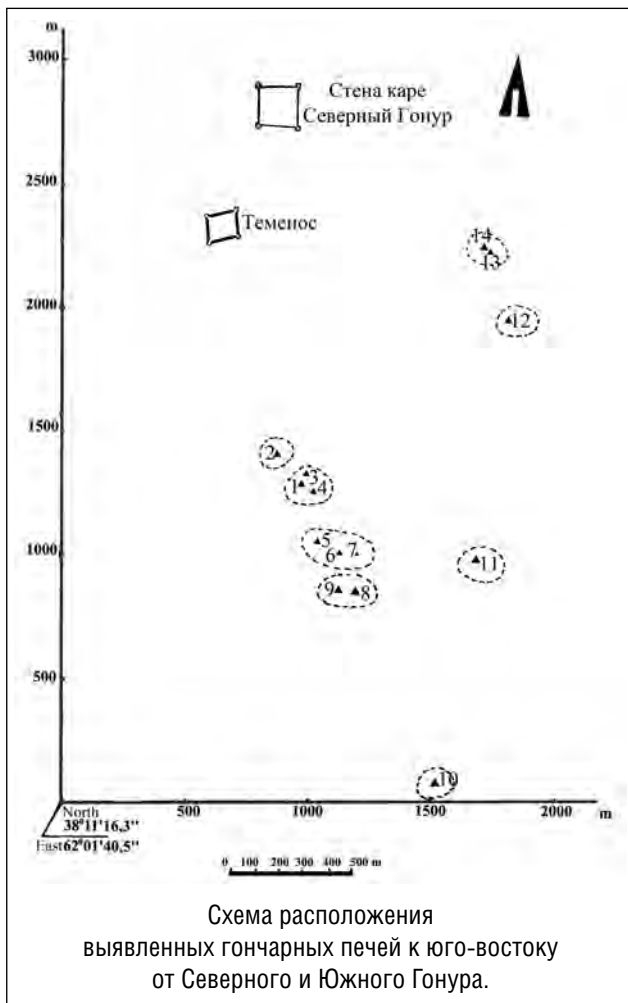 m
3000
Стена каре
Северный Гонур
2500
Теменос
14
13
2000
12
1500
2
3
1 4
5
1000
6 7
11
9 8
500
10
North
38°11'16,3"
East 62°01'40,5"
500 1000 1500 2000 m
0 100 200 300 400 500 m
Схема расположения
выявленных гончарных печей к юго-востоку
от Северного и Южного Гонура.